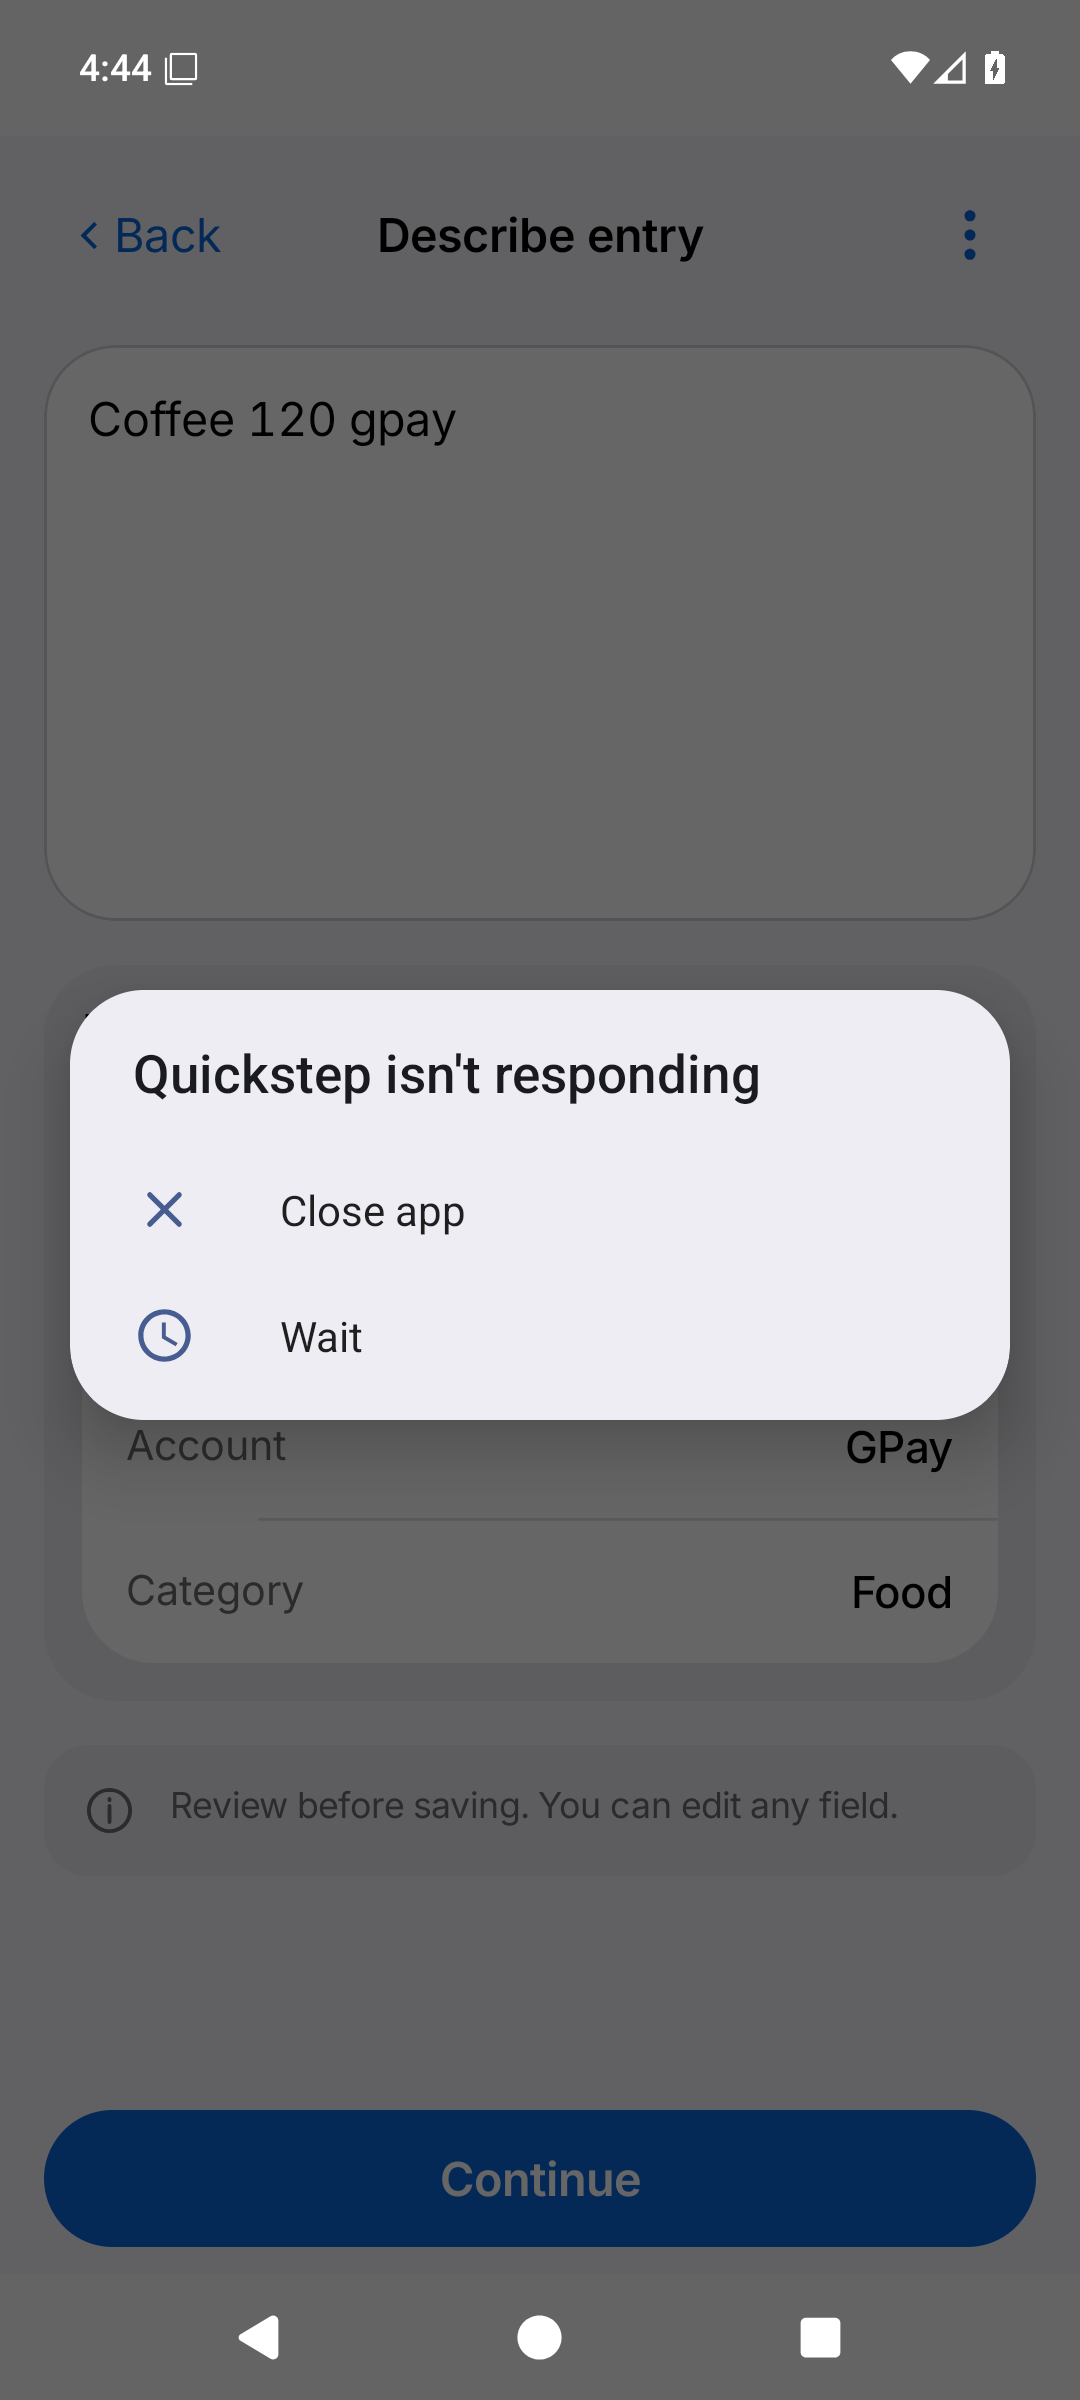 4:44
Back
Describe entry
Coffee 120 gpay
Quickstep isn't responding
Close app
Wait
Account
GPay
Category
Food
Review before saving. You can edit any field.
Continue